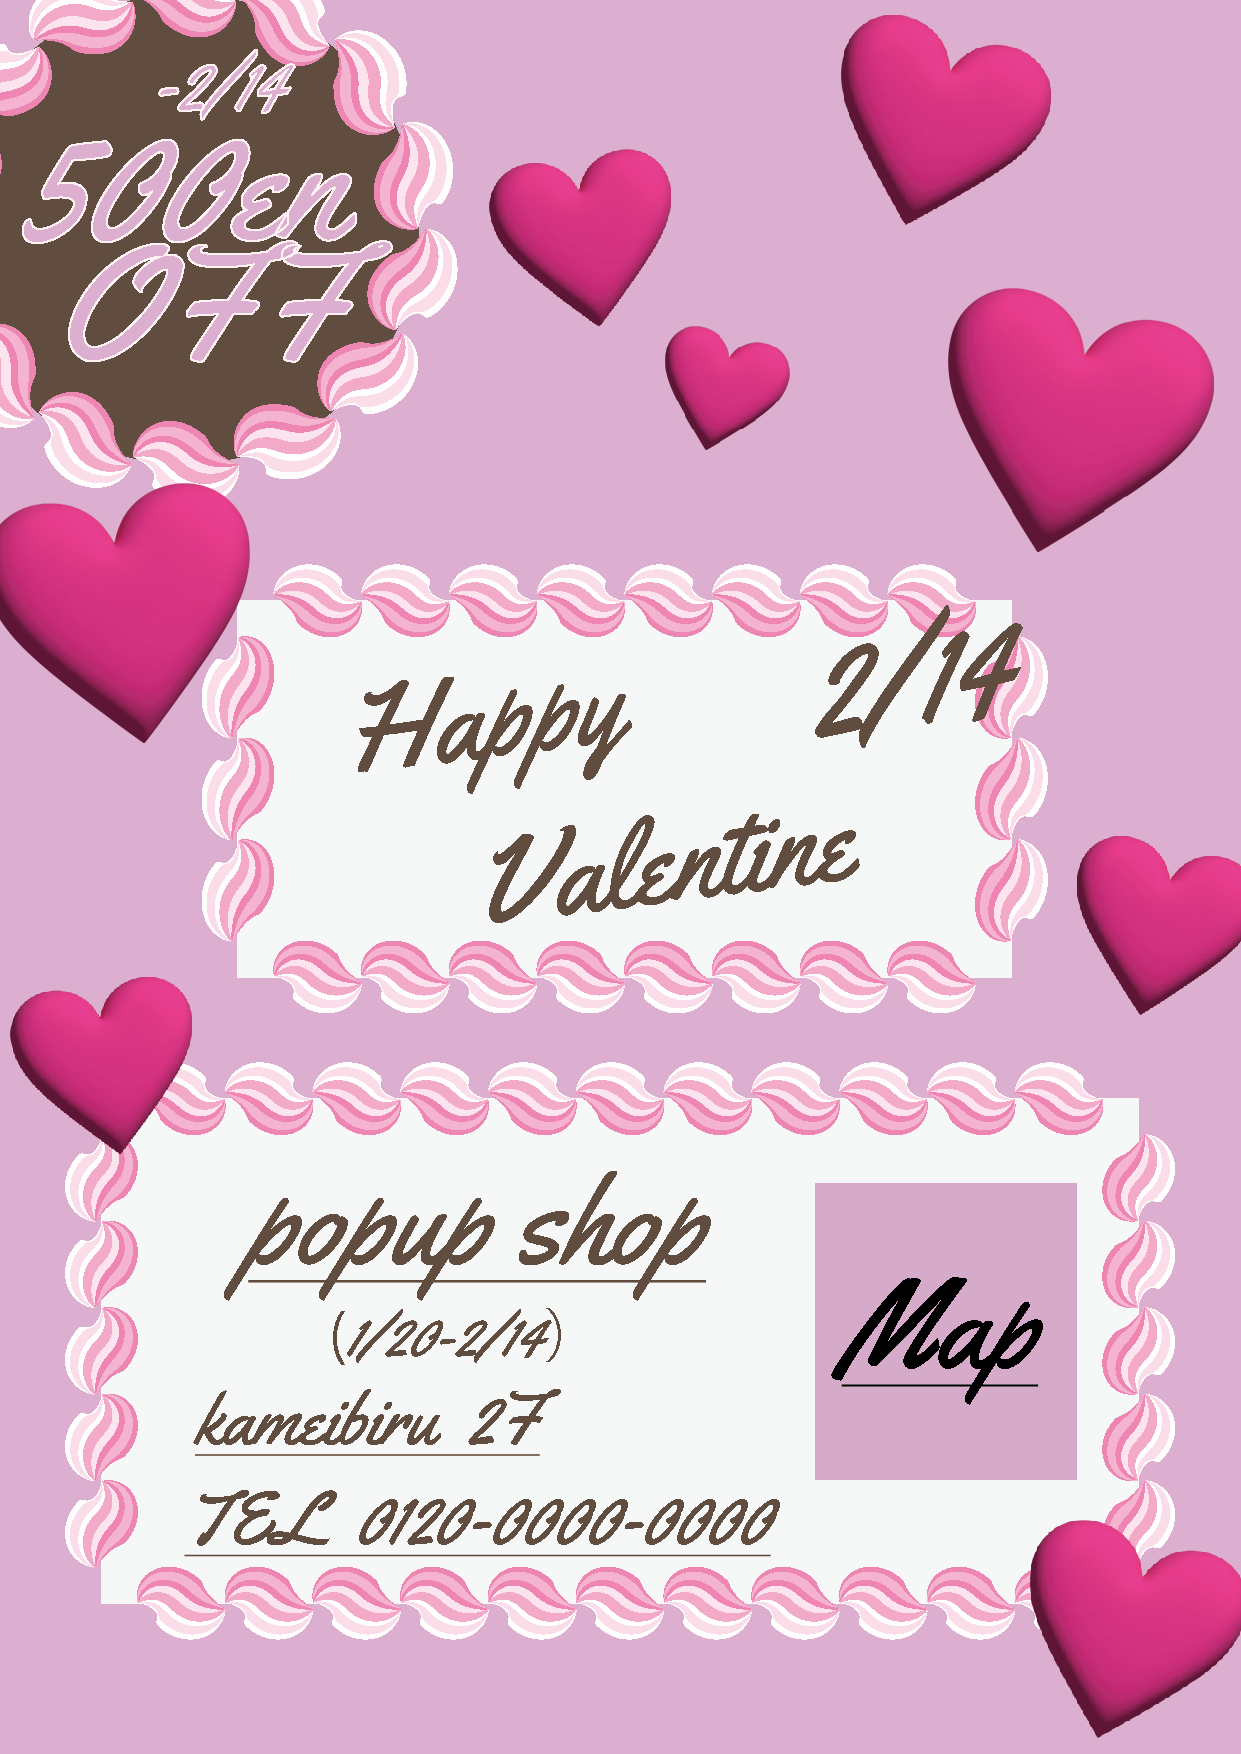 -2/14
500en
OFF
2/14
Happy
Valentine
popup shop
(1/20-2/14)
kameibiru 2F
TEL 0120-0000-0000
Map